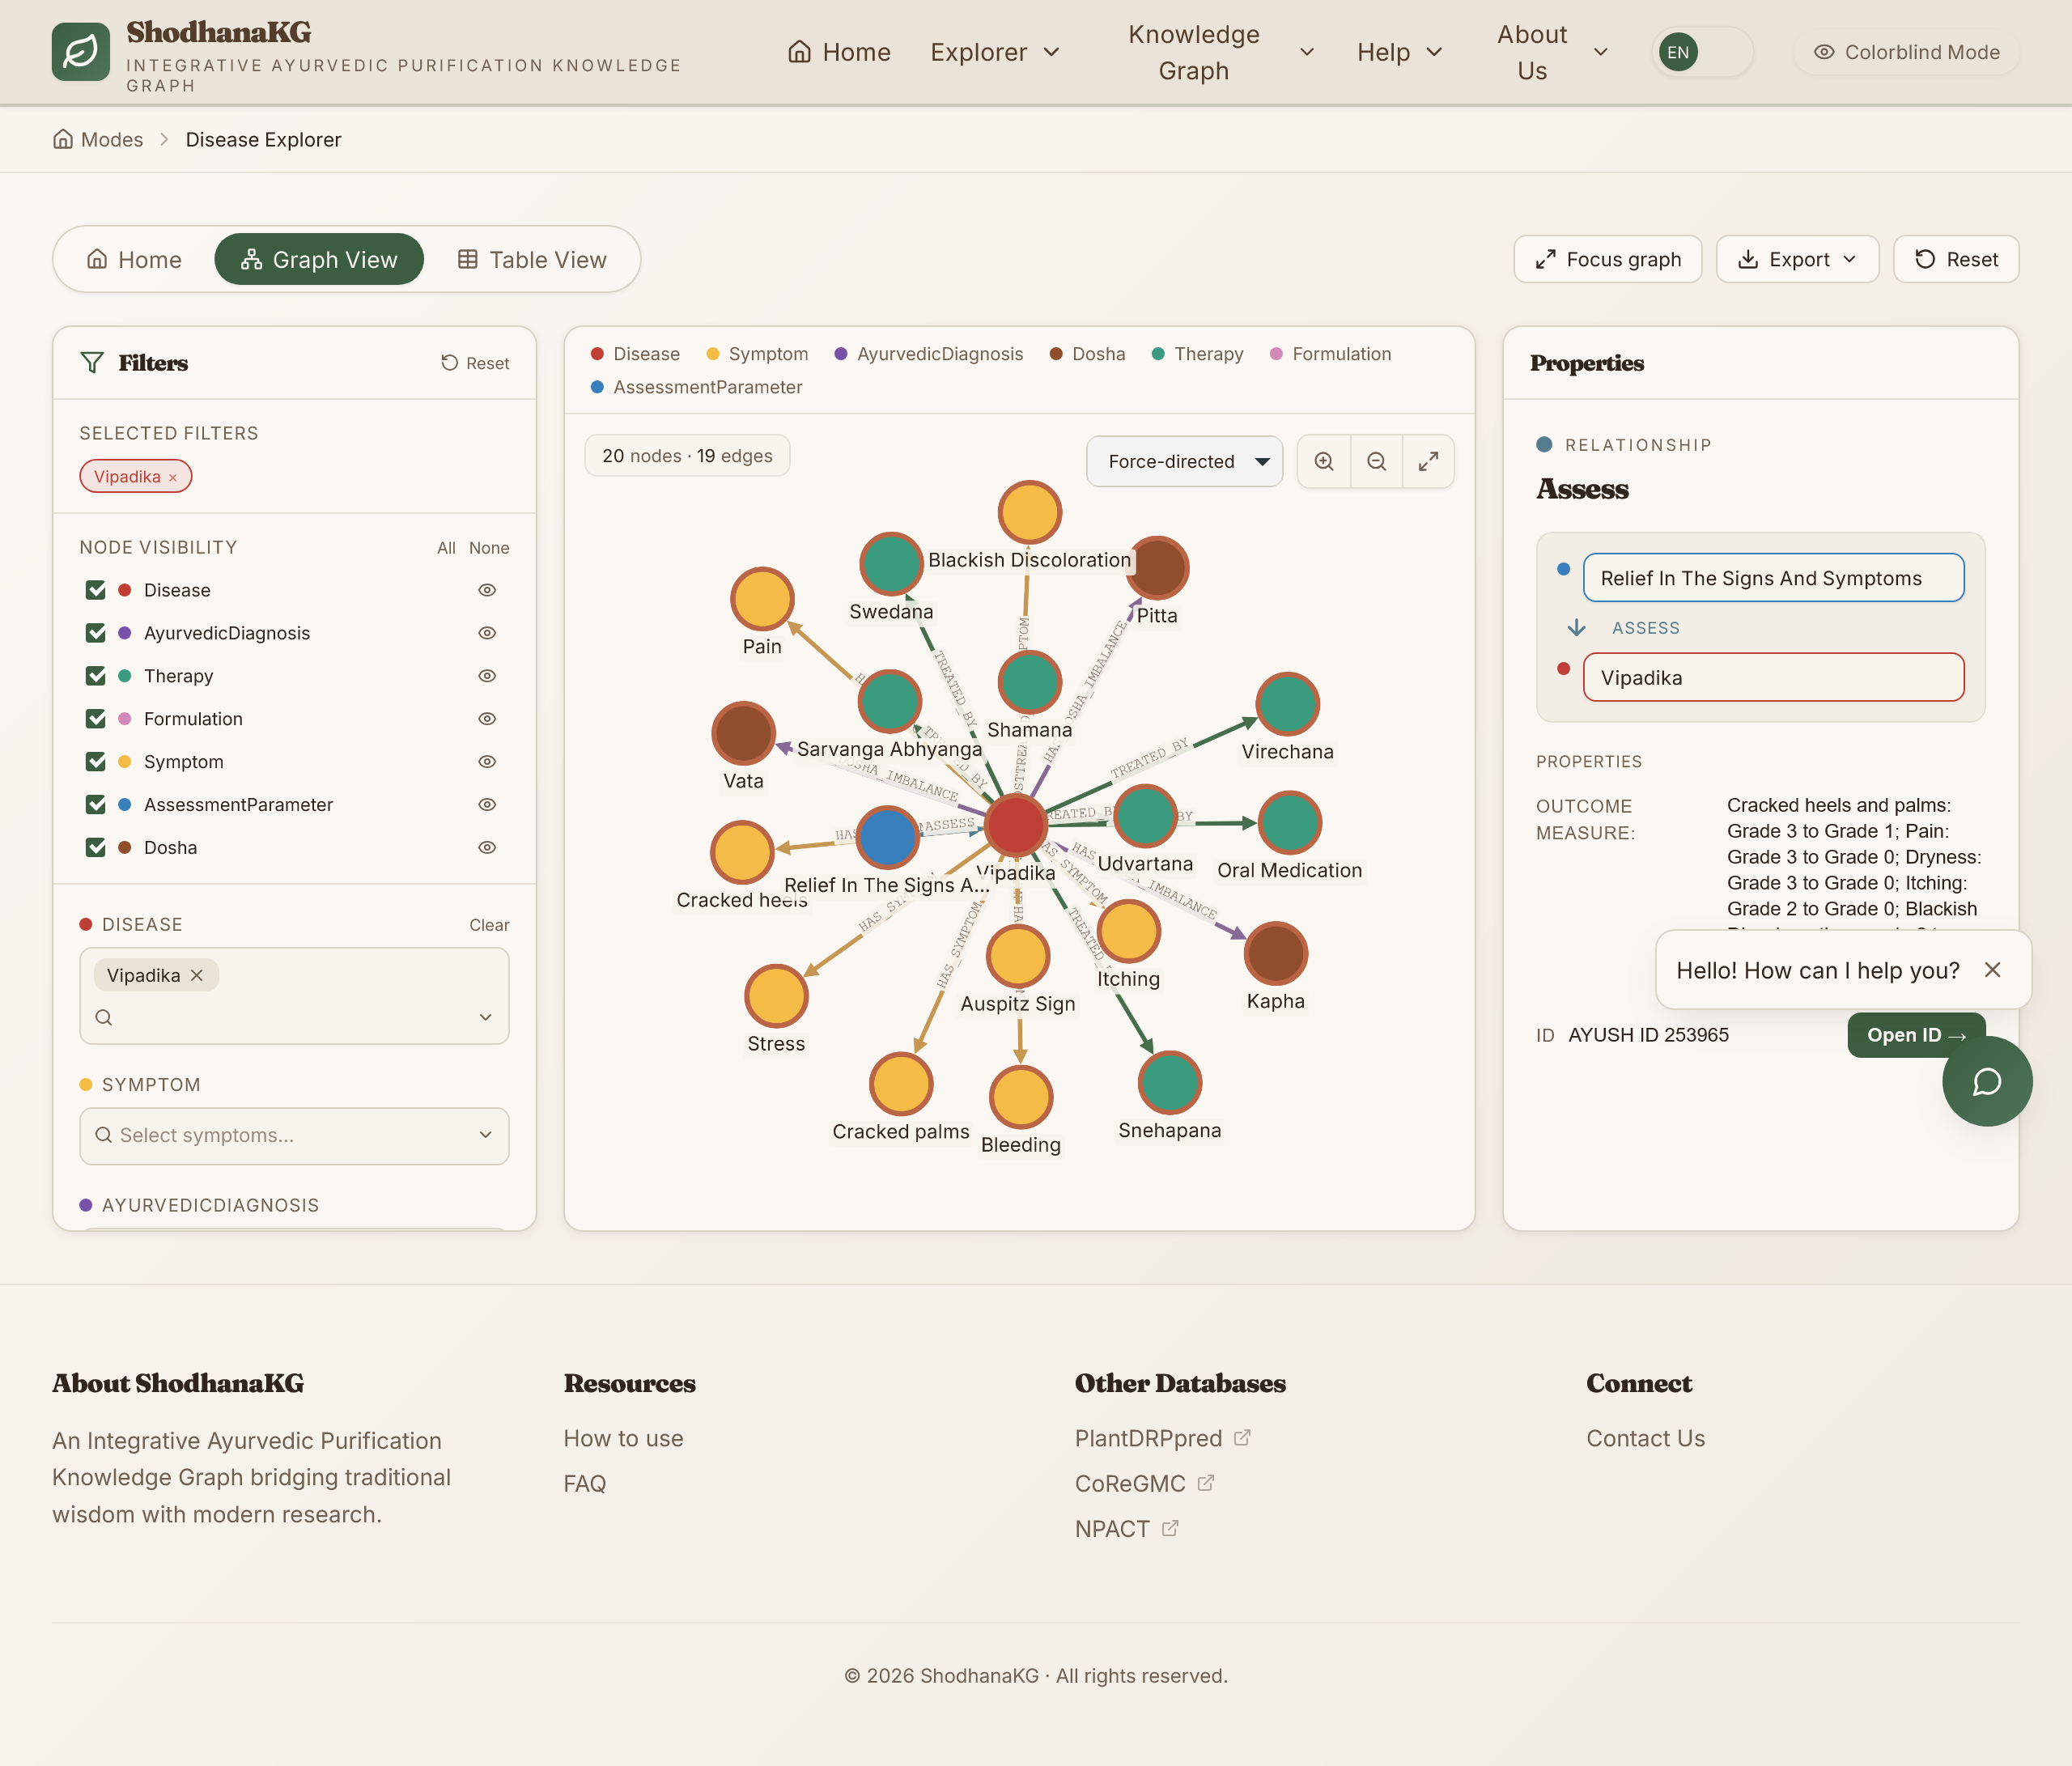 ShodhanaKG
INTEGRATIVE AYURVEDIC PURIFICATION KNOWLEDGE
GRAPH
Home
Explorer
Knowledge
Graph
Help
About
Us
EN
Colorblind Mode
Modes
Disease Explorer
Home
Graph View
Table View
Focus graph
Export
Reset
Filters
Reset
SELECTED FILTERS
Vipadika ×
NODE VISIBILITY
All None
Disease
AyurvedicDiagnosis
Therapy
Formulation
Symptom
AssessmentParameter
Dosha
DISEASE
Clear
Vipadika
SYMPTOM
Select symptoms...
AYURVEDICDIAGNOSIS
Disease
Symptom
AyurvedicDiagnosis
Dosha
Therapy
Formulation
AssessmentParameter
20 nodes · 19 edges
Force-directed
Blackish Discoloration
Swedana
Pitta
Pain
TREATED_BY
Shamana
Sarvanga Abhyanga
Virechana
TREATED_BY
Vata
ASSESS
Udvartana
Oral Medication
Vipadika
Relief In The Signs A...
Cracked heels
HAS_SYMPTOM
Itching
Kapha
Auspitz Sign
Stress
Cracked palms
Bleeding
Snehapana
Properties
RELATIONSHIP
Assess
Relief In The Signs And Symptoms
ASSESS
Vipadika
PROPERTIES
OUTCOME
MEASURE:
Cracked heels and palms:
Grade 3 to Grade 1; Pain:
Grade 3 to Grade 0; Dryness:
Grade 3 to Grade 0; Itching:
Grade 2 to Grade 0; Blackish
Hello! How can I help you?
ID AYUSH ID 253965
Open ID →
About ShodhanaKG
An Integrative Ayurvedic Purification
Knowledge Graph bridging traditional
wisdom with modern research.
Resources
How to use
FAQ
Other Databases
PlantDRPpred
CoReGMC
NPACT
Connect
Contact Us
© 2026 ShodhanaKG · All rights reserved.